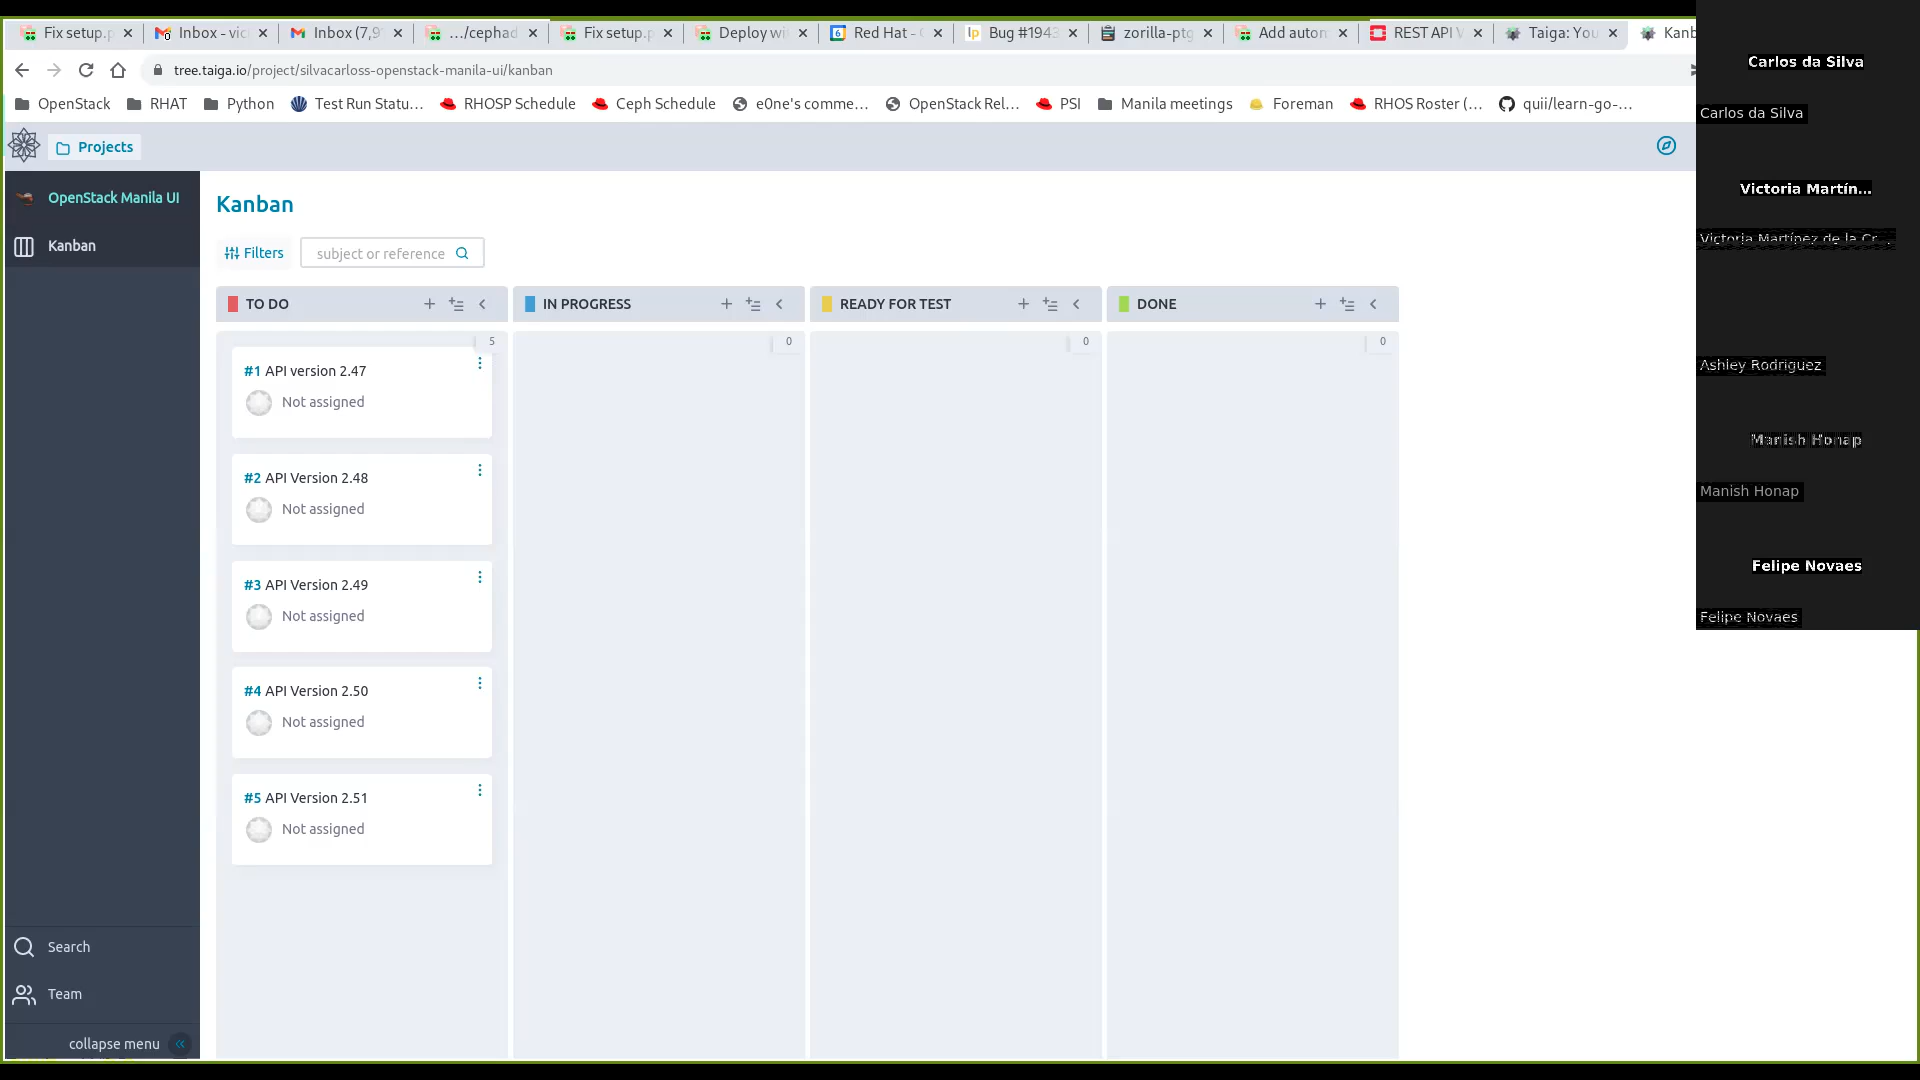 Fix setup.p
Inbox - vic
Inbox (7,9
.../cephad
Fix setup.p
Deploy wi
Red Hat - C
Bug #1943
zorilla-ptg
Add autom
REST API V
Taiga: You
Kanb
tree.taiga.io/project/silvacarloss-openstack-manila-ui/kanban
OpenStack
RHAT
Python
Test Run Statu...
RHOSP Schedule
Ceph Schedule
e0ne's comme...
OpenStack Rel...
PSI
Manila meetings
Foreman
RHOS Roster (...
quii/learn-go-...
Projects
OpenStack Manila UI
Kanban
Search
Team
collapse menu
Kanban
Filters
subject or reference
TO DO
5
#1 API version 2.47
Not assigned
#2 API Version 2.48
Not assigned
#3 API Version 2.49
Not assigned
#4 API Version 2.50
Not assigned
#5 API Version 2.51
Not assigned
IN PROGRESS
0
READY FOR TEST
0
DONE
0
Carlos da Silva
Carlos da Silva
Victoria Martín...
Victoria Martínez de la Cr...
Ashley Rodriguez
Manish Honap
Manish Honap
Felipe Novaes
Felipe Novaes